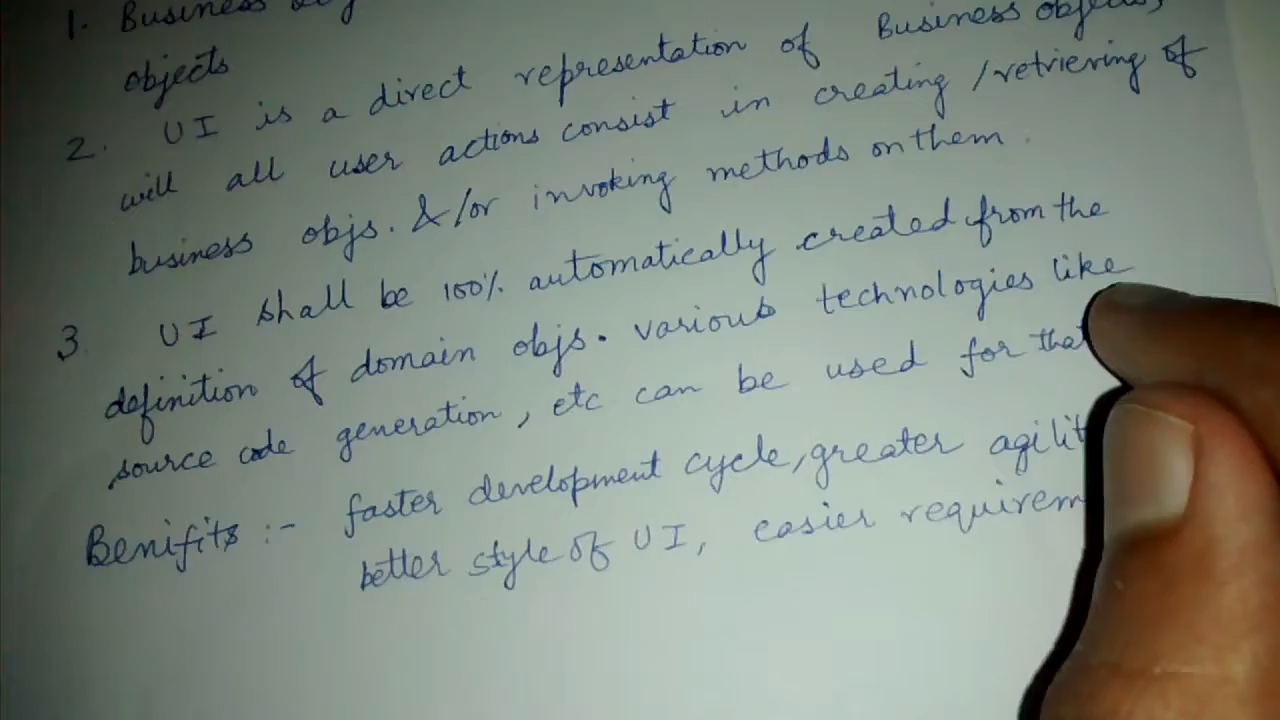 1. Business
objects
2. UI is a direct representation of Business objects,
will all user actions consist in creating /retrieving of
business objs. &/or invoking methods on them.
3. UI shall be 100% automatically created from the
definition of domain objs. various technologies like
source code generation, etc can be used for that
Benifits :- faster development cycle, greater agilit
better style of UI, easier requirem